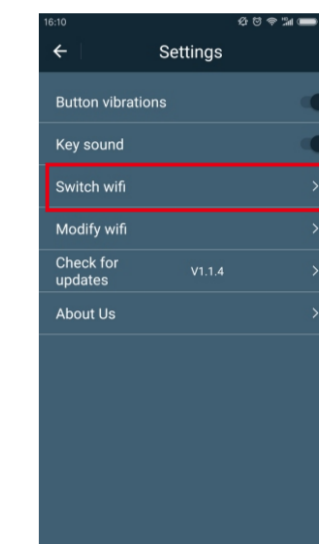 16:10
Settings
Button vibrations
Key sound
Switch wifi
Modify wifi
Check for
updates
V1.1.4
About Us